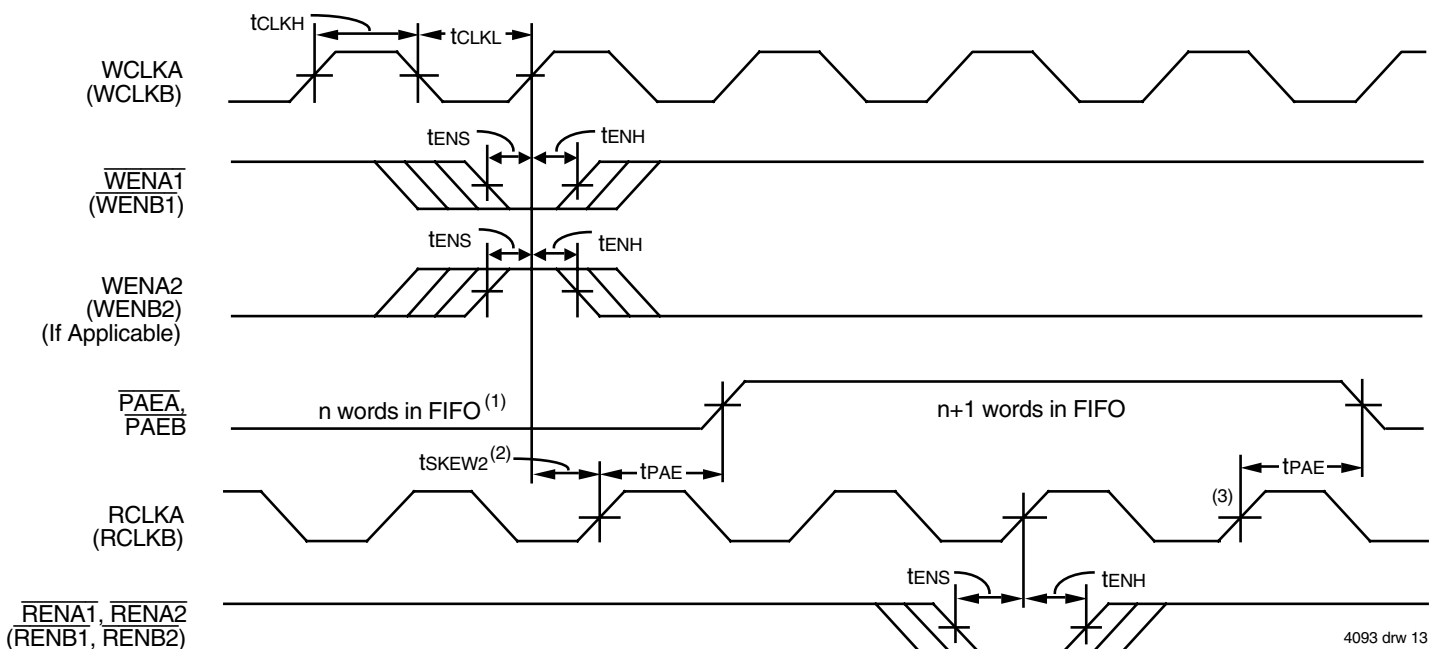 tCLKH
tCLKL
WCLKA
(WCLKB)
tENS
tENH
WENA1
(WENB1)
tENS
tENH
WENA2
(WENB2)
(If Applicable)
PAEA,
PAEB
n words in FIFO (1)
n+1 words in FIFO
tSKEW2(2)
tPAE
tPAE
RCLKA
(RCLKB)
(3)
tENS
tENH
RENA1, RENA2
(RENB1, RENB2)
4093 drw 13